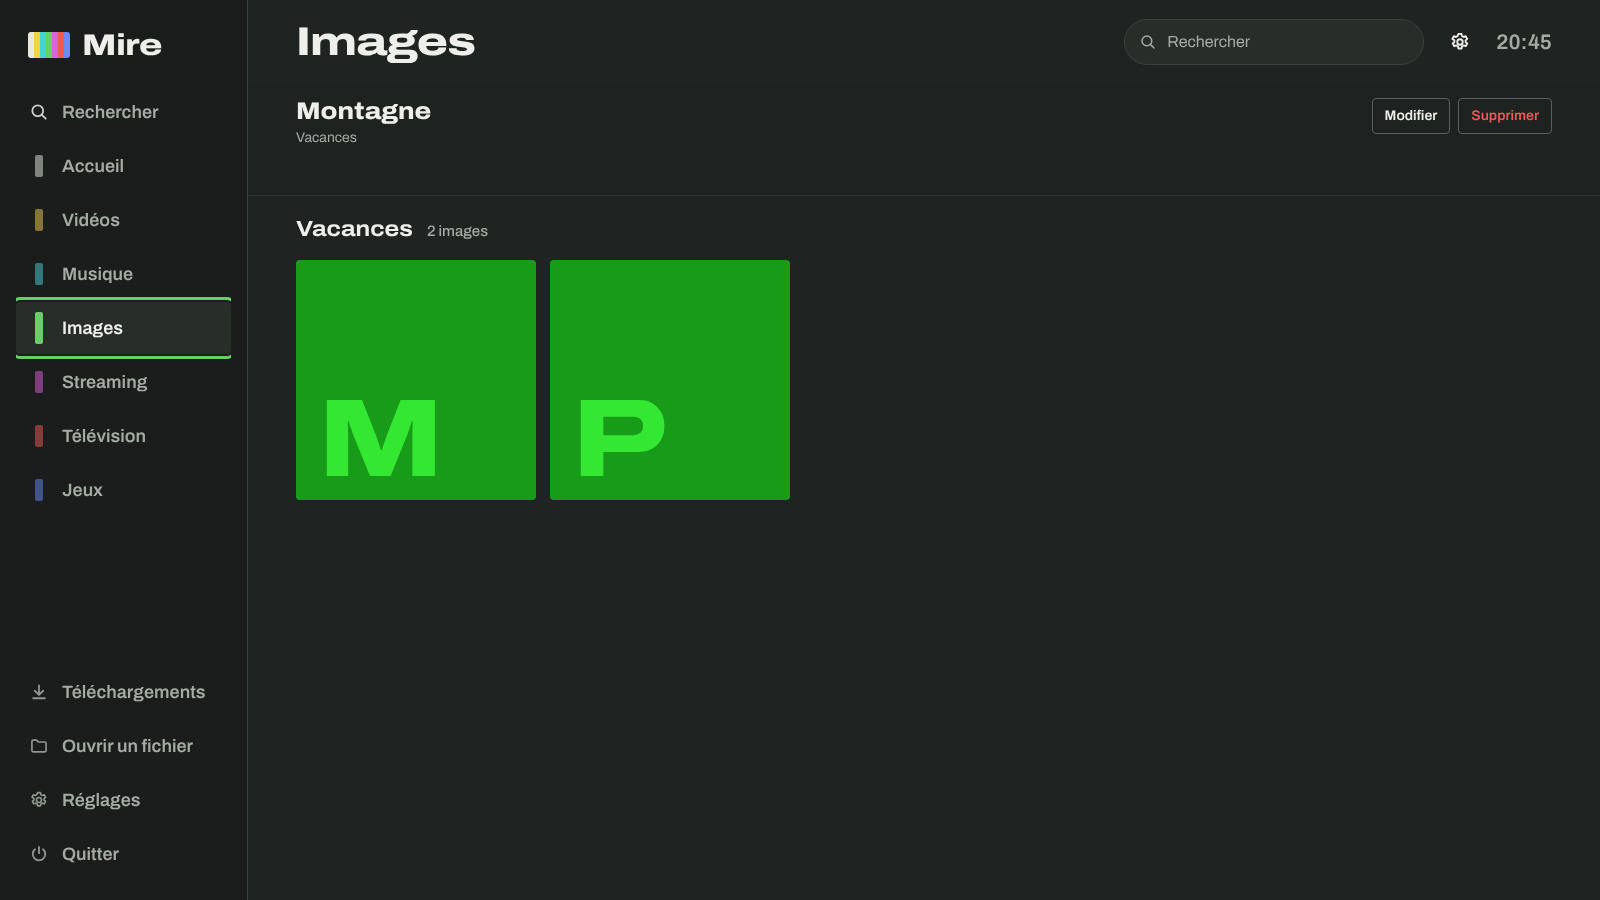 Mire
Rechercher
Accueil
Vidéos
Musique
Images
Streaming
Télévision
Jeux
Téléchargements
Ouvrir un fichier
Réglages
Quitter
Images
Rechercher
20:45
Montagne
Vacances
Modifier
Supprimer
Vacances 2 images
M
P